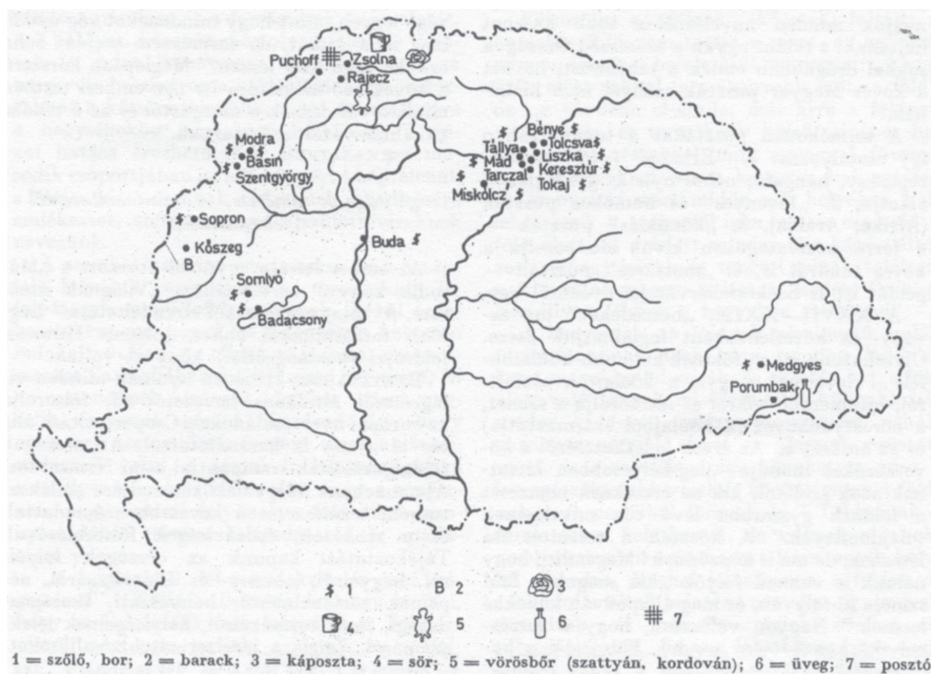 Puchoff
Zsolna
Rajecz
Modra
Basin
Szentgyörgy
Bénye
Tállya
Tolcsva
Mád
Liszka
Tarczal
Keresztúr
Miskolcz
Tokaj
Sopron
Kőszeg
B
Buda
Somlyó
Badacsony
Medgyes
Porumbak
1
B 2
3
4
5
6
7
1 = szőlő, bor; 2 = barack; 3 = káposzta; 4 = sör; 5 = vörösbőr (szattyán, kordován); 6 = üveg; 7 = posztó